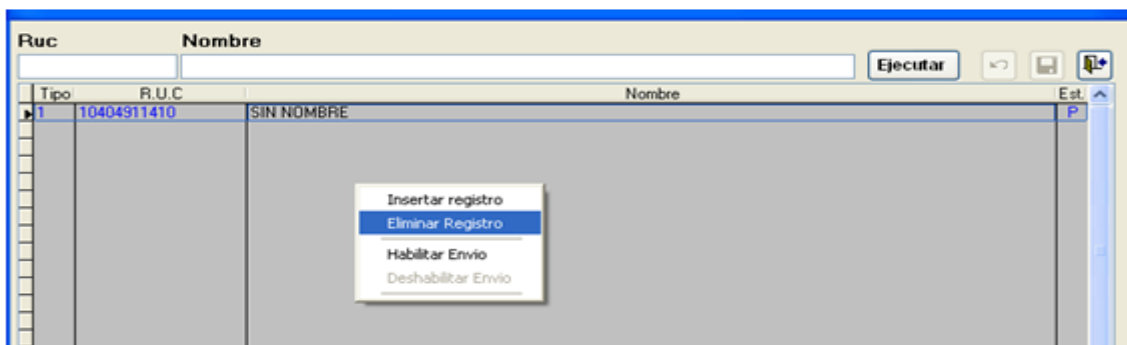 Ruc Nombre
Ejecutar
Tipo R.U.C Nombre Est.
1 10404911410 SIN NOMBRE P
Insertar registro
Eliminar Registro
Habilitar Envio
Deshabilitar Envio